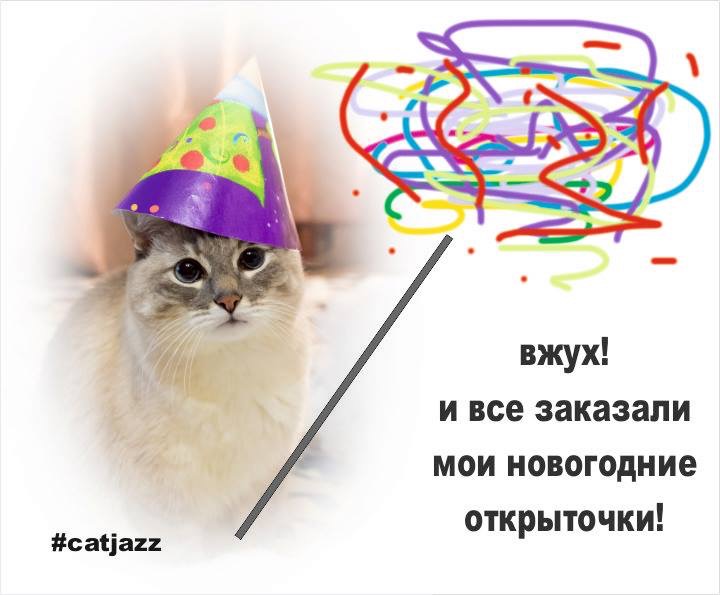 вжух!
и все заказали
мои новогодние
открыточки!
#catjazz